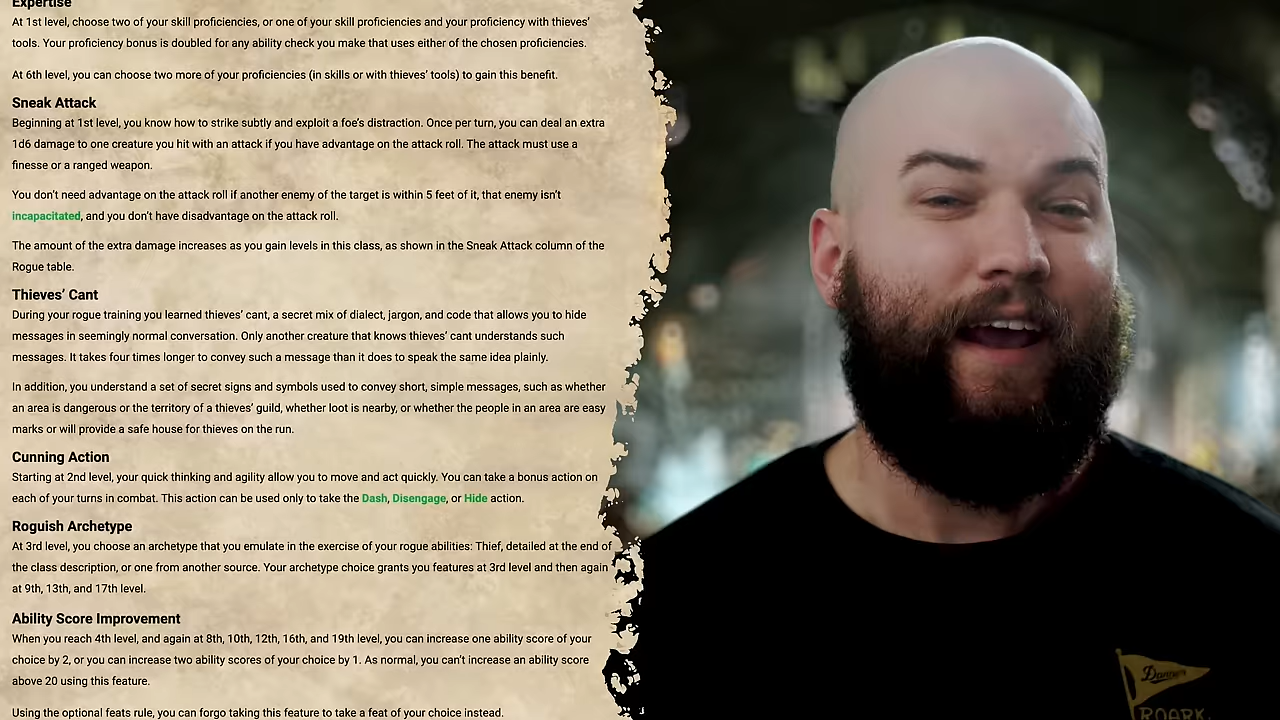 Expertise
At 1st level, choose two of your skill proficiencies, or one of your skill proficiencies and your proficiency with thieves’
tools. Your proficiency bonus is doubled for any ability check you make that uses either of the chosen proficiencies.
At 6th level, you can choose two more of your proficiencies (in skills or with thieves’ tools) to gain this benefit.
Sneak Attack
Beginning at 1st level, you know how to strike subtly and exploit a foe’s distraction. Once per turn, you can deal an extra
1d6 damage to one creature you hit with an attack if you have advantage on the attack roll. The attack must use a
finesse or a ranged weapon.
You don’t need advantage on the attack roll if another enemy of the target is within 5 feet of it, that enemy isn’t
incapacitated, and you don’t have disadvantage on the attack roll.
The amount of the extra damage increases as you gain levels in this class, as shown in the Sneak Attack column of the
Rogue table.
Thieves’ Cant
During your rogue training you learned thieves’ cant, a secret mix of dialect, jargon, and code that allows you to hide
messages in seemingly normal conversation. Only another creature that knows thieves’ cant understands such
messages. It takes four times longer to convey such a message than it does to speak the same idea plainly.
In addition, you understand a set of secret signs and symbols used to convey short, simple messages, such as whether
an area is dangerous or the territory of a thieves’ guild, whether loot is nearby, or whether the people in an area are easy
marks or will provide a safe house for thieves on the run.
Cunning Action
Starting at 2nd level, your quick thinking and agility allow you to move and act quickly. You can take a bonus action on
each of your turns in combat. This action can be used only to take the Dash, Disengage, or Hide action.
Roguish Archetype
At 3rd level, you choose an archetype that you emulate in the exercise of your rogue abilities: Thief, detailed at the end of
the class description, or one from another source. Your archetype choice grants you features at 3rd level and then again
at 9th, 13th, and 17th level.
Ability Score Improvement
When you reach 4th level, and again at 8th, 10th, 12th, 16th, and 19th level, you can increase one ability score of your
choice by 2, or you can increase two ability scores of your choice by 1. As normal, you can’t increase an ability score
above 20 using this feature.
Using the optional feats rule, you can forgo taking this feature to take a feat of your choice instead.
ROARK